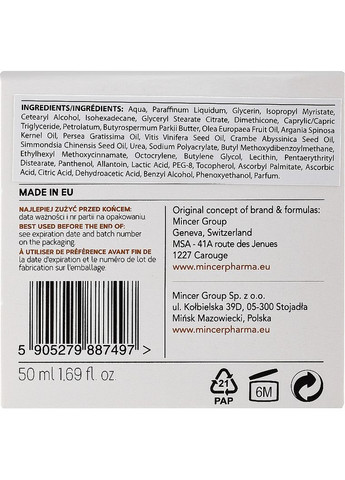 INGREDIENTS/INGRÉDIENTS: Aqua, Paraffinum Liquidum, Glycerin, Isopropyl Myristate,
Cetearyl Alcohol, Isohexadecane, Glyceryl Stearate Citrate, Dimethicone, Caprylic/Capric
Triglyceride, Petrolatum, Butyrospermum Parkii Butter, Olea Europaea Fruit Oil, Argania Spinosa
Kernel Oil, Persea Gratissima Oil, Vitis Vinifera Seed Oil, Crambe Abyssinica Seed Oil,
Simmondsia Chinensis Seed Oil, Urea, Sodium Polyacrylate, Butyl Methoxydibenzoylmethane,
Ethylhexyl Methoxycinnamate, Octocrylene, Butylene Glycol, Lecithin, Pentaerythrityl
Distearate, Panthenol, Allantoin, PEG-8, Tocopherol, Ascorbyl Palmitate, Ascorbic
Acid, Citric Acid, Dehydroacetic Acid, Benzyl Alcohol, Phenoxyethanol, Parfum.
MADE IN EU
NAJLEPIEJ ZUŻYĆ PRZED KOŃCEM:
data ważności i nr partii na opakowaniu.
BEST USED BEFORE THE END OF:
see expiration date and batch number
on the packaging.
À UTILISER DE PRÉFÉRENCE AVANT FIN DE
la date d'expiration et le numéro de lot de
fabrication sur l'emballage
Original concept of brand & formulas:
Mincer Group
Geneva, Switzerland
MSA - 41A route des Jeunes
1227 Carouge
www.mincerpharma.eu
Mincer Group Sp. z o.o.
ul. Kołbielska 39D, 05-300 Stojadła
Mińsk Mazowiecki, Polska
www.mincerpharma.eu
5 905279 887497 >
50 ml 1,69 fl. oz
21
PAP
6M